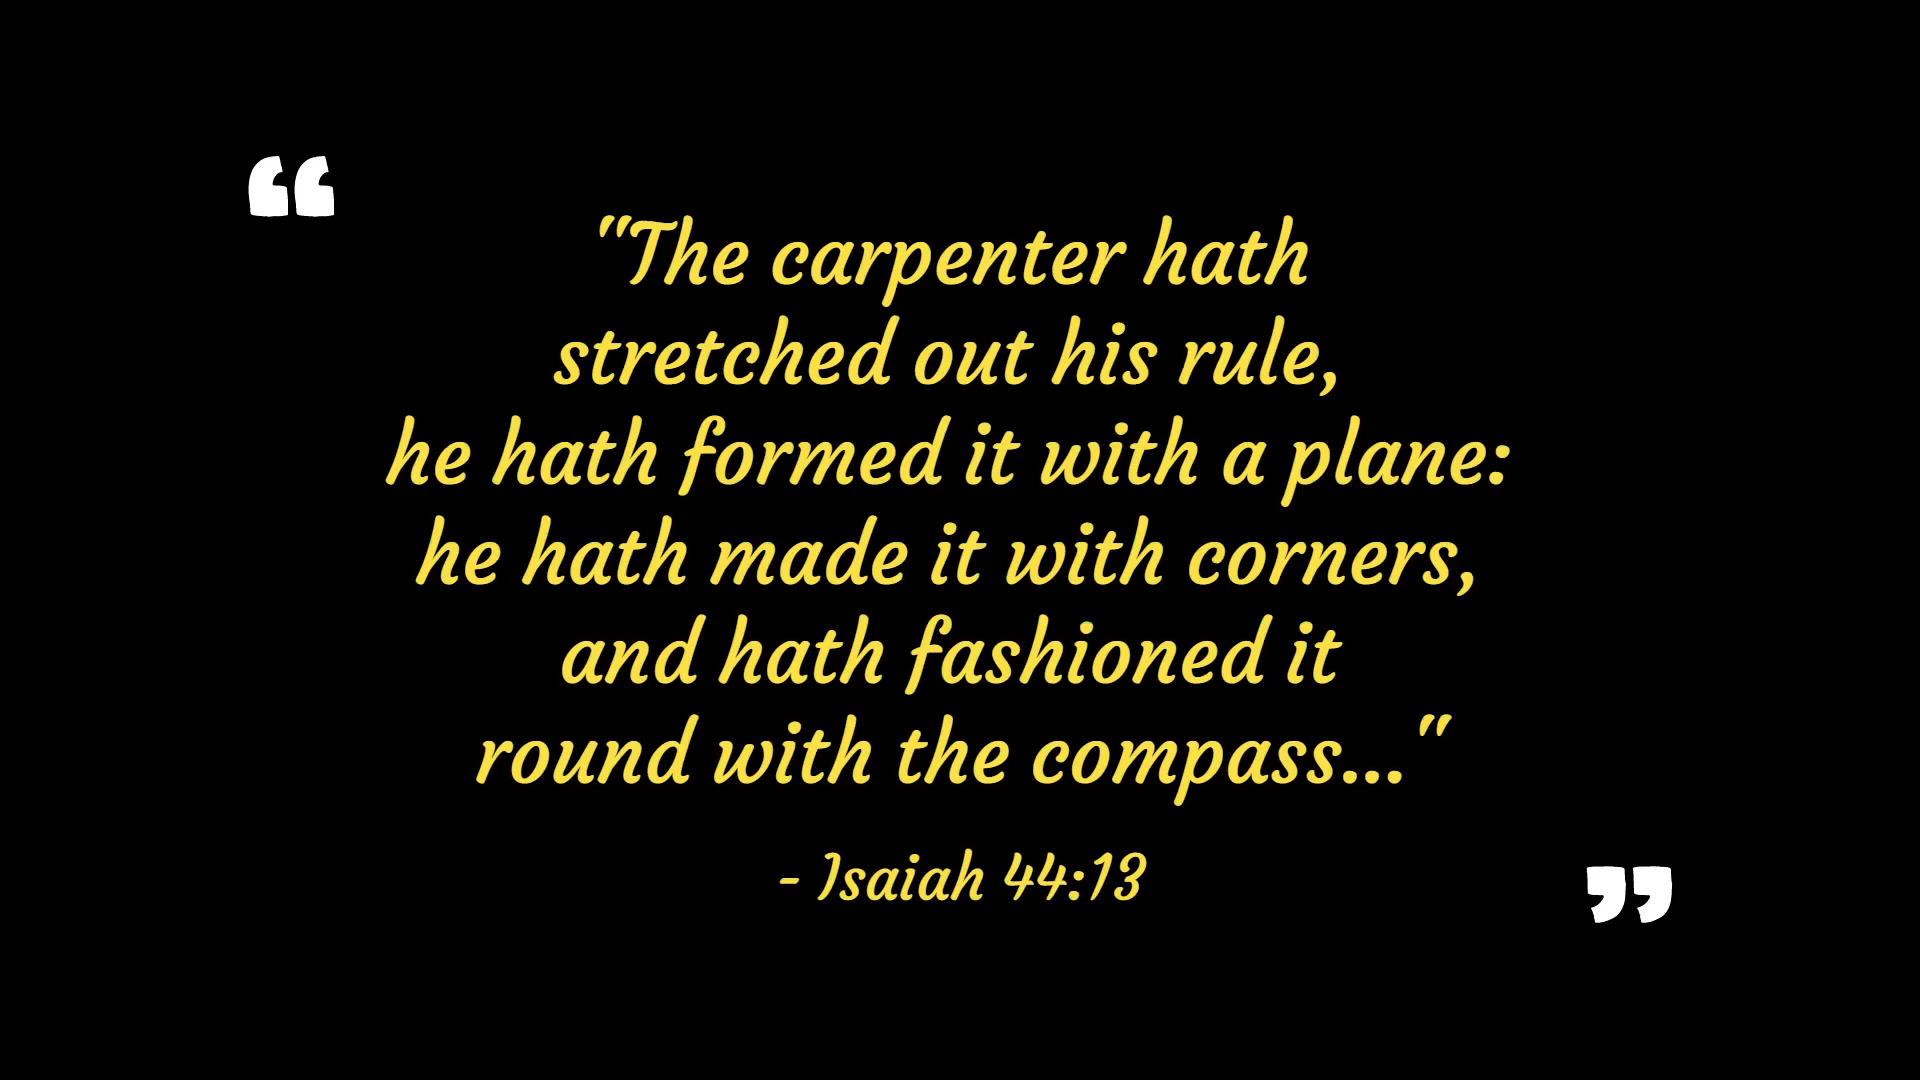 “
"The carpenter hath
stretched out his rule,
he hath formed it with a plane:
he hath made it with corners,
and hath fashioned it
round with the compass..."
- Isaiah 44:13
”